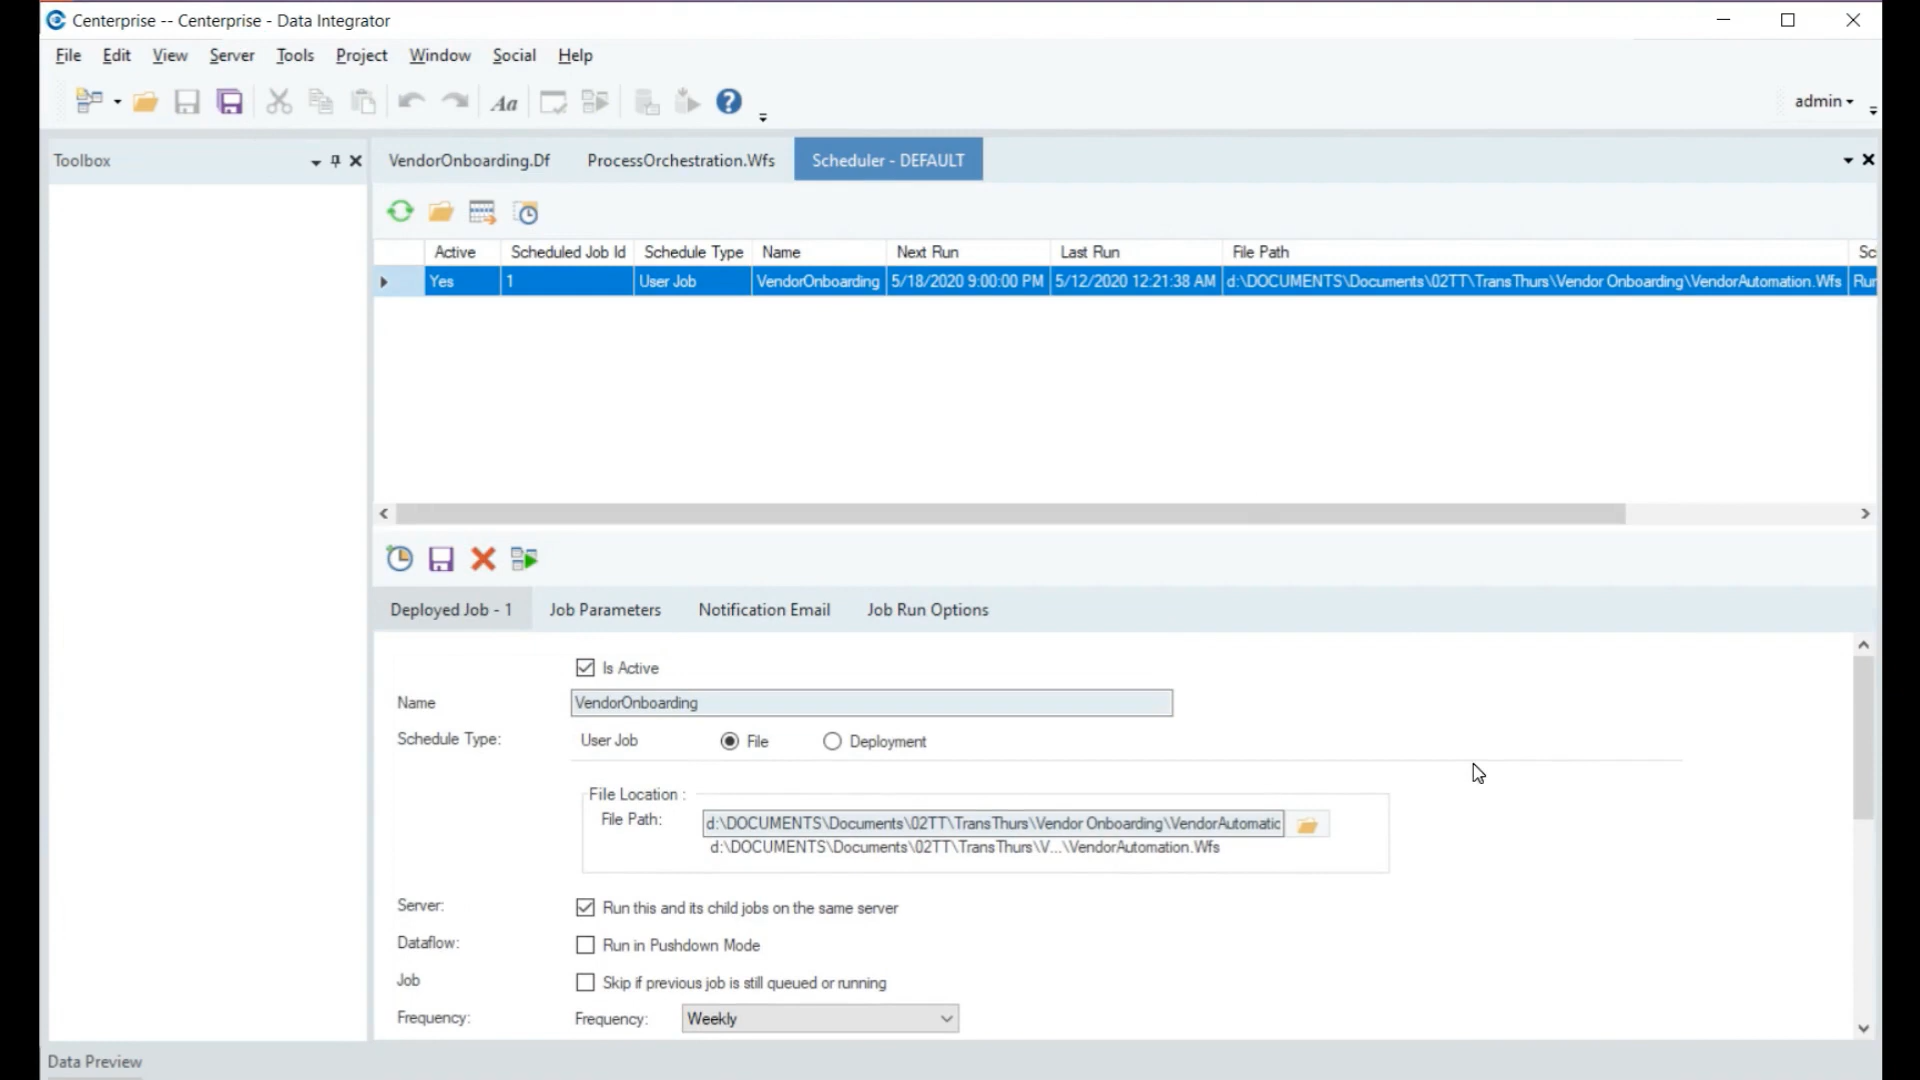 Centerprise -- Centerprise - Data Integrator
File Edit View Server Tools Project Window Social Help
Aa ? admin
Toolbox
VendorOnboarding.Df ProcessOrchestration.Wfs Scheduler - DEFAULT
Active Scheduled Job Id Schedule Type Name Next Run Last Run File Path Sc
Yes 1 User Job VendorOnboarding 5/18/2020 9:00:00 PM 5/12/2020 12:21:38 AM d:\DOCUMENTS\Documents\02TT\TransThurs\Vendor Onboarding\VendorAutomation.Wfs Run
Deployed Job - 1 Job Parameters Notification Email Job Run Options
Is Active
Name VendorOnboarding
Schedule Type: User Job File Deployment
File Location :
File Path: d:\DOCUMENTS\Documents\02TT\TransThurs\Vendor Onboarding\VendorAutomatic
d:\DOCUMENTS\Documents\02TT\TransThurs\V...\VendorAutomation.Wfs
Server: Run this and its child jobs on the same server
Dataflow: Run in Pushdown Mode
Job Skip if previous job is still queued or running
Frequency: Frequency: Weekly
Data Preview